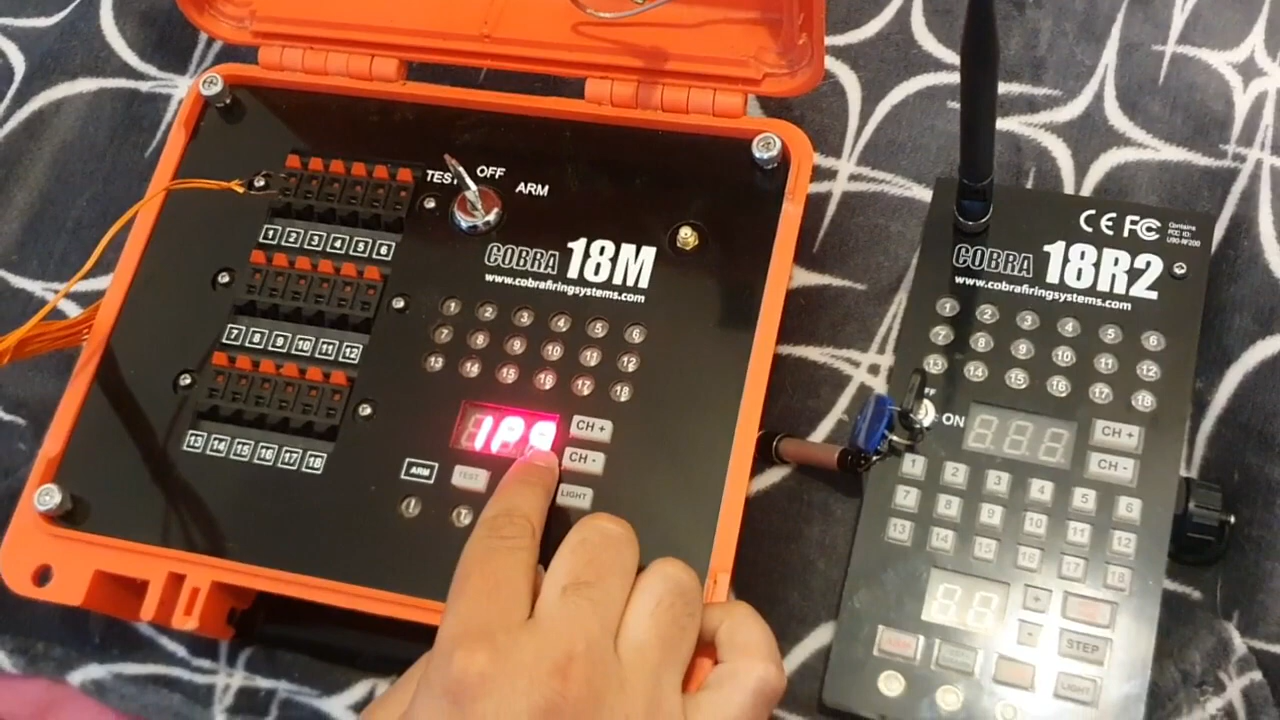 TEST OFF ARM
1 2 3 4 5 6
COBRA 18M
www.cobrafiringsystems.com
7 8 9 10 11 12
13 14 15 16 17 18
1 2 3 4 5 6
7 8 9 10 11 12
13 14 15 16 17 18
CH +
CH -
ARM
TEST
LIGHT
CE FC
Contains
FCC ID:
U90-RF200
COBRA 18R2
www.cobrafiringsystems.com
1 2 3 4 5 6
7 8 9 10 11 12
13 14 15 16 17 18
ON
CH +
CH -
1 2 3 4 5 6
7 8 9 10 11 12
13 14 15 16 17 18
+
-
STEP
LIGHT